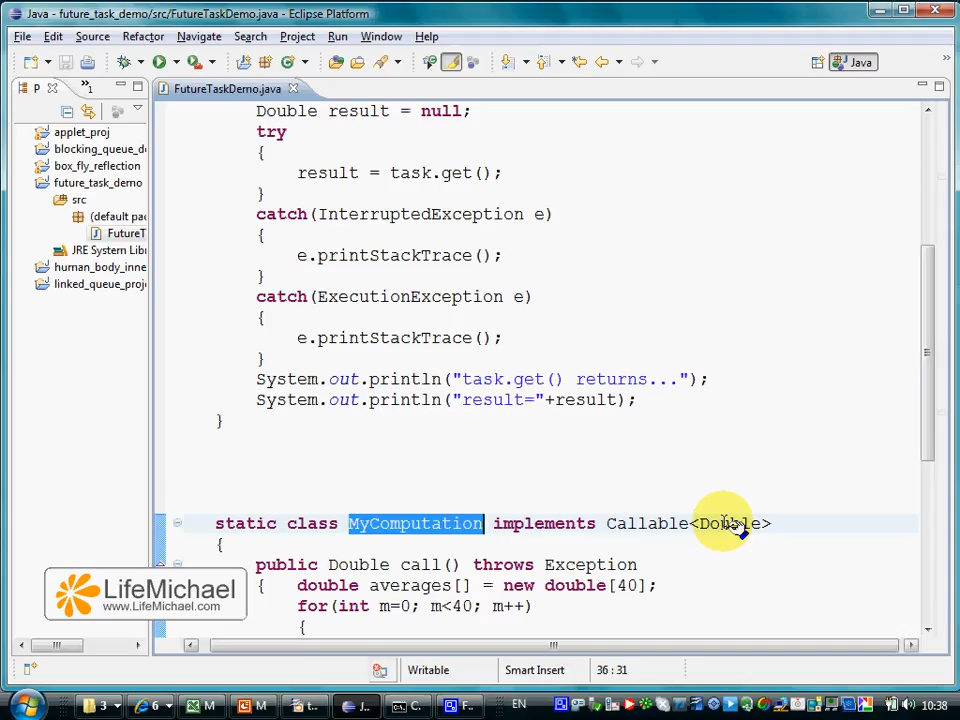 Java - future_task_demo/src/FutureTaskDemo.java - Eclipse Platform
File Edit Source Refactor Navigate Search Project Run Window Help
Java
P
FutureTaskDemo.java
applet_proj
blocking_queue_de
box_fly_reflection
future_task_demo
src
(default pac
FutureT
JRE System Libr
human_body_inne
linked_queue_proj
Double result = null;
try
{
result = task.get();
}
catch(InterruptedException e)
{
e.printStackTrace();
}
catch(ExecutionException e)
{
e.printStackTrace();
}
System.out.println("task.get() returns...");
System.out.println("result="+result);
}
static class MyComputation implements Callable<Double>
{
public Double call() throws Exception
{ double averages[] = new double[40];
for(int m=0; m<40; m++)
{
LifeMichael
www.LifeMichael.com
Writable
Smart Insert
36 : 31
3
6
M
M
t...
J..
C.
F..
EN
10:38